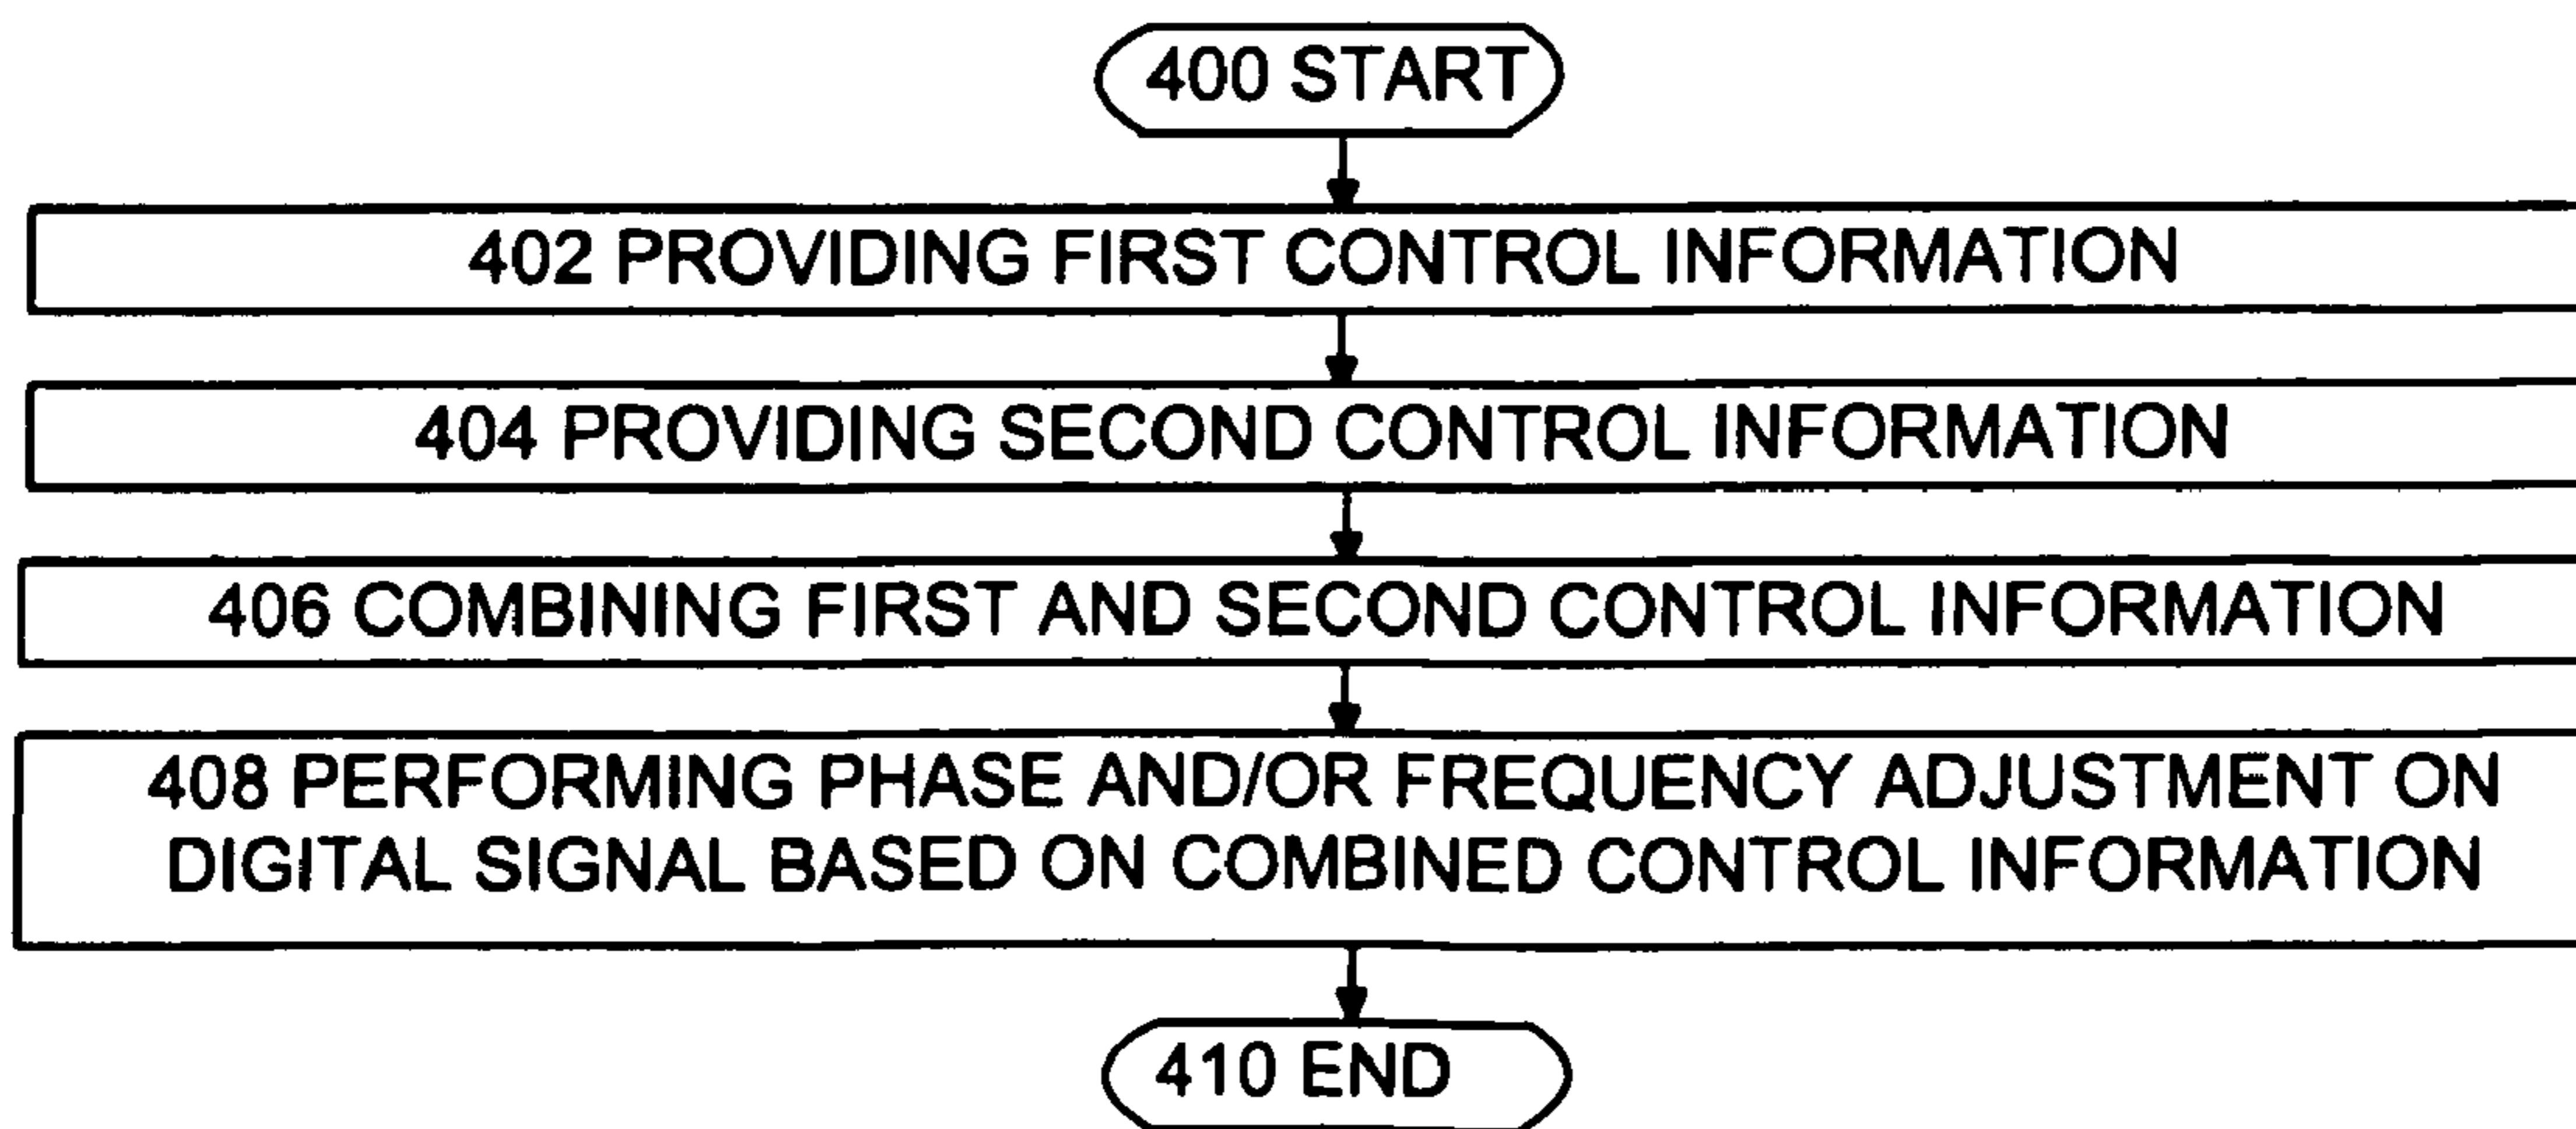 400 START
402 PROVIDING FIRST CONTROL INFORMATION
404 PROVIDING SECOND CONTROL INFORMATION
406 COMBINING FIRST AND SECOND CONTROL INFORMATION
408 PERFORMING PHASE AND/OR FREQUENCY ADJUSTMENT ON
DIGITAL SIGNAL BASED ON COMBINED CONTROL INFORMATION
410 END